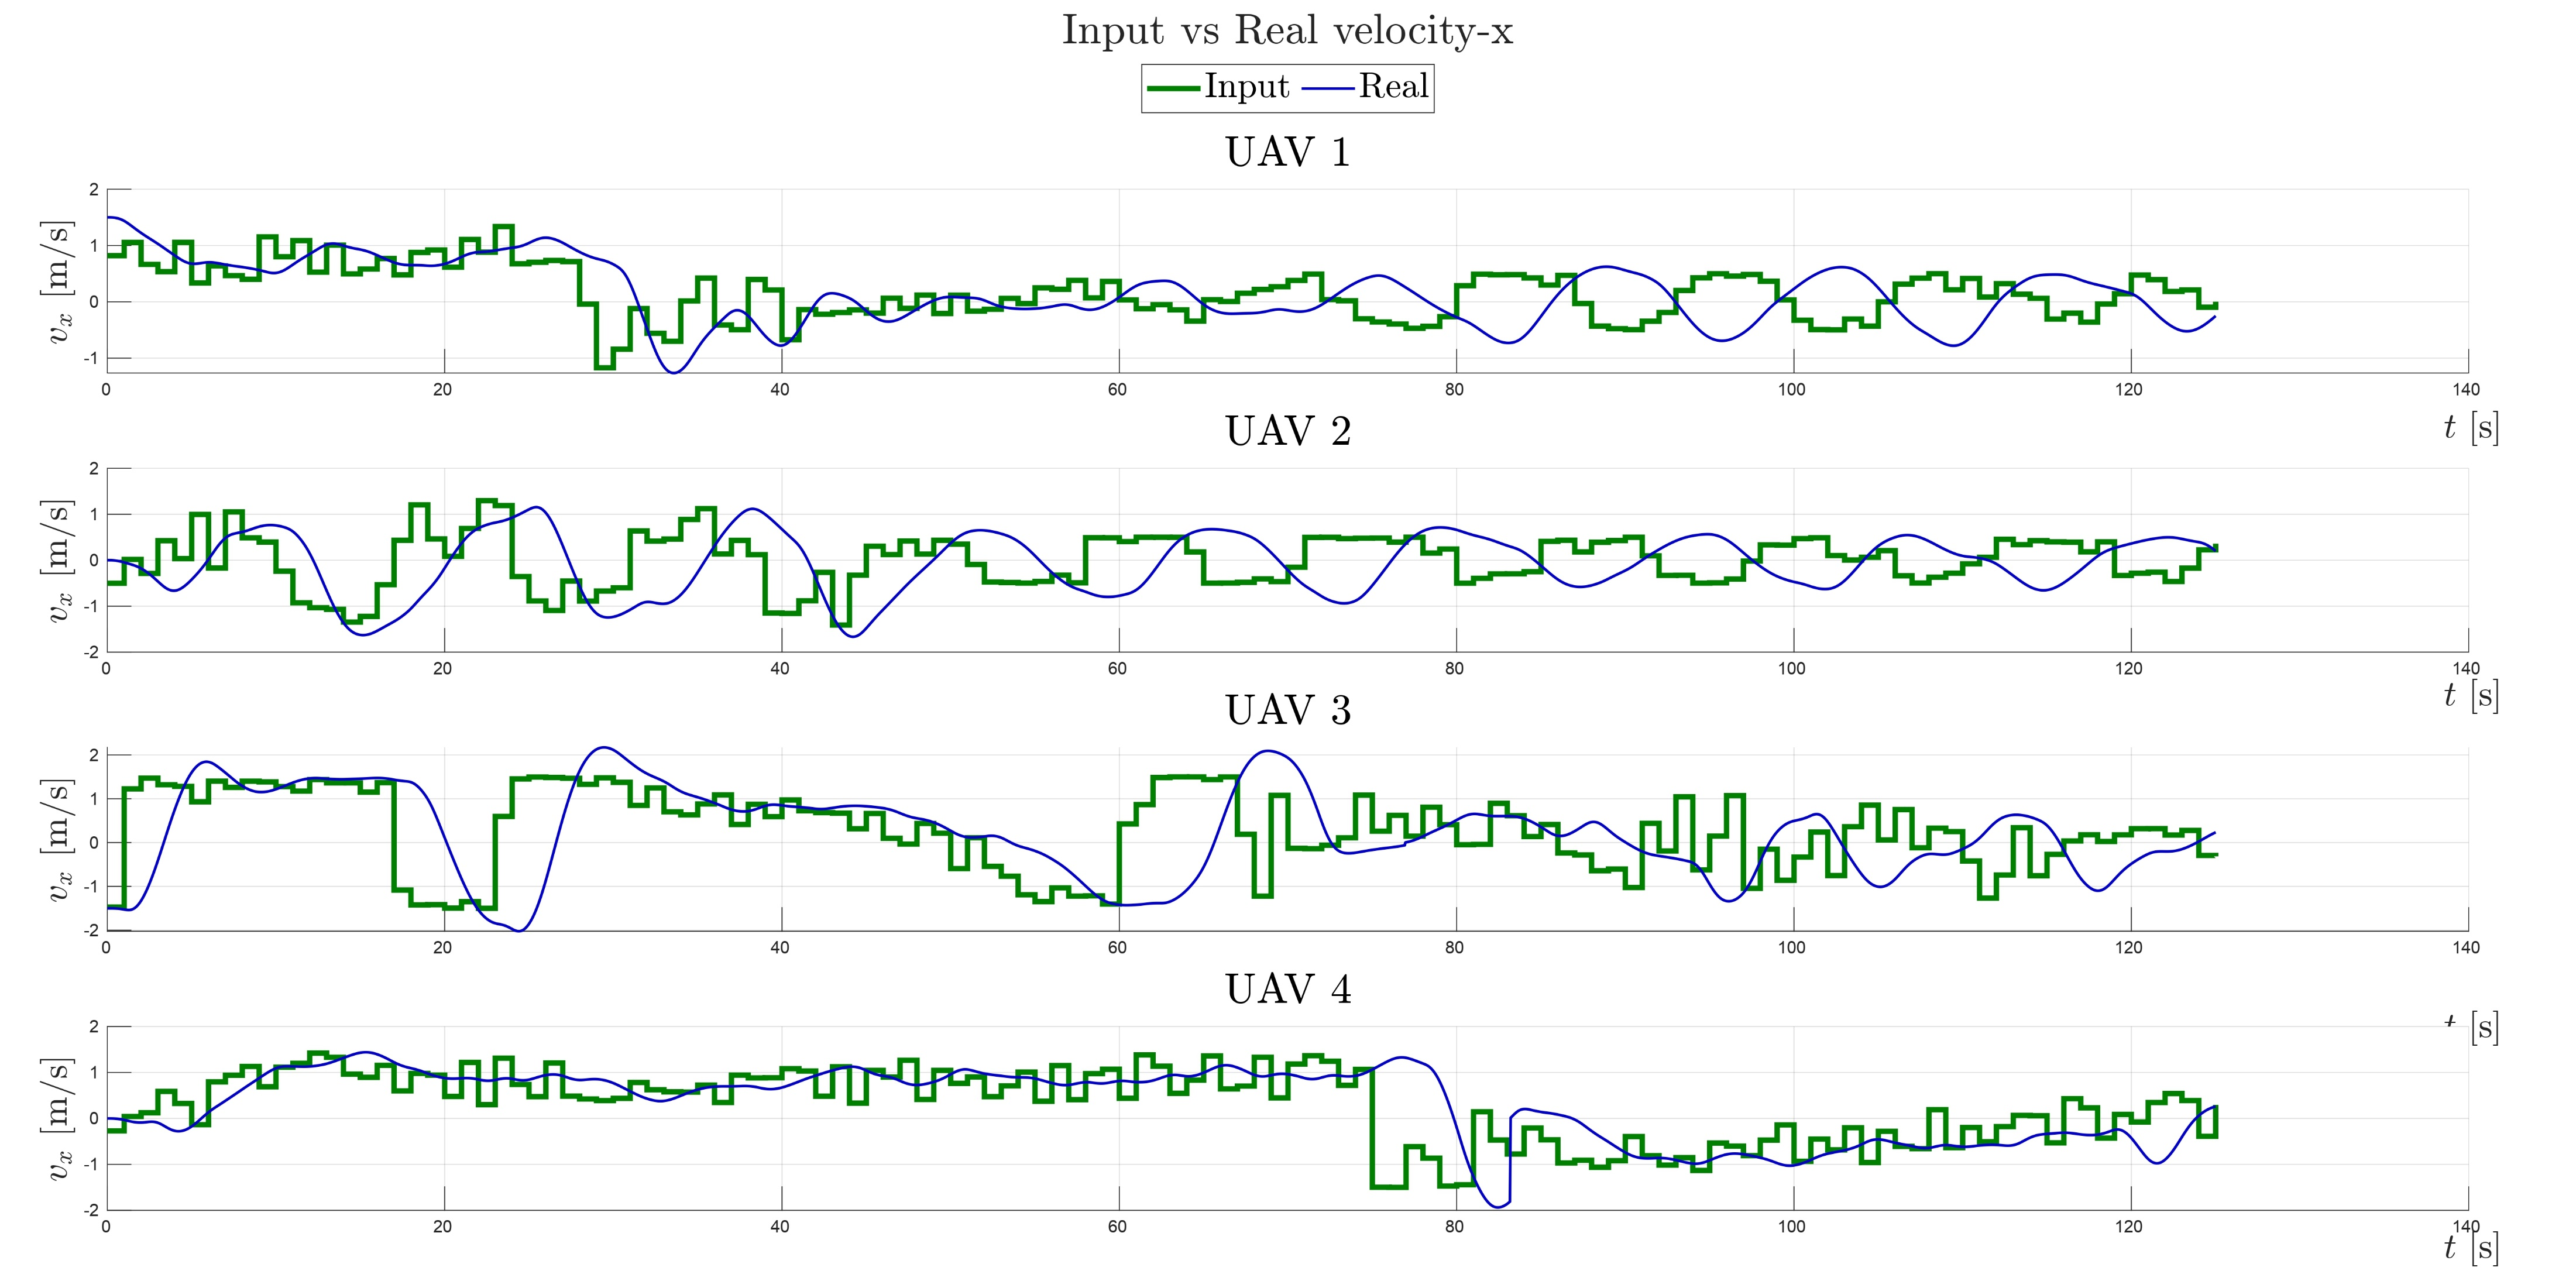 Input vs Real velocity-x
Input Real
UAV 1
v_x [m/s]
2
1
0
-1
0 20 40 60 80 100 120 140
t [s]
UAV 2
v_x [m/s]
2
1
0
-1
-2
0 20 40 60 80 100 120 140
t [s]
UAV 3
v_x [m/s]
2
1
0
-1
-2
0 20 40 60 80 100 120 140
t [s]
UAV 4
v_x [m/s]
2
1
0
-1
-2
0 20 40 60 80 100 120 140
t [s]